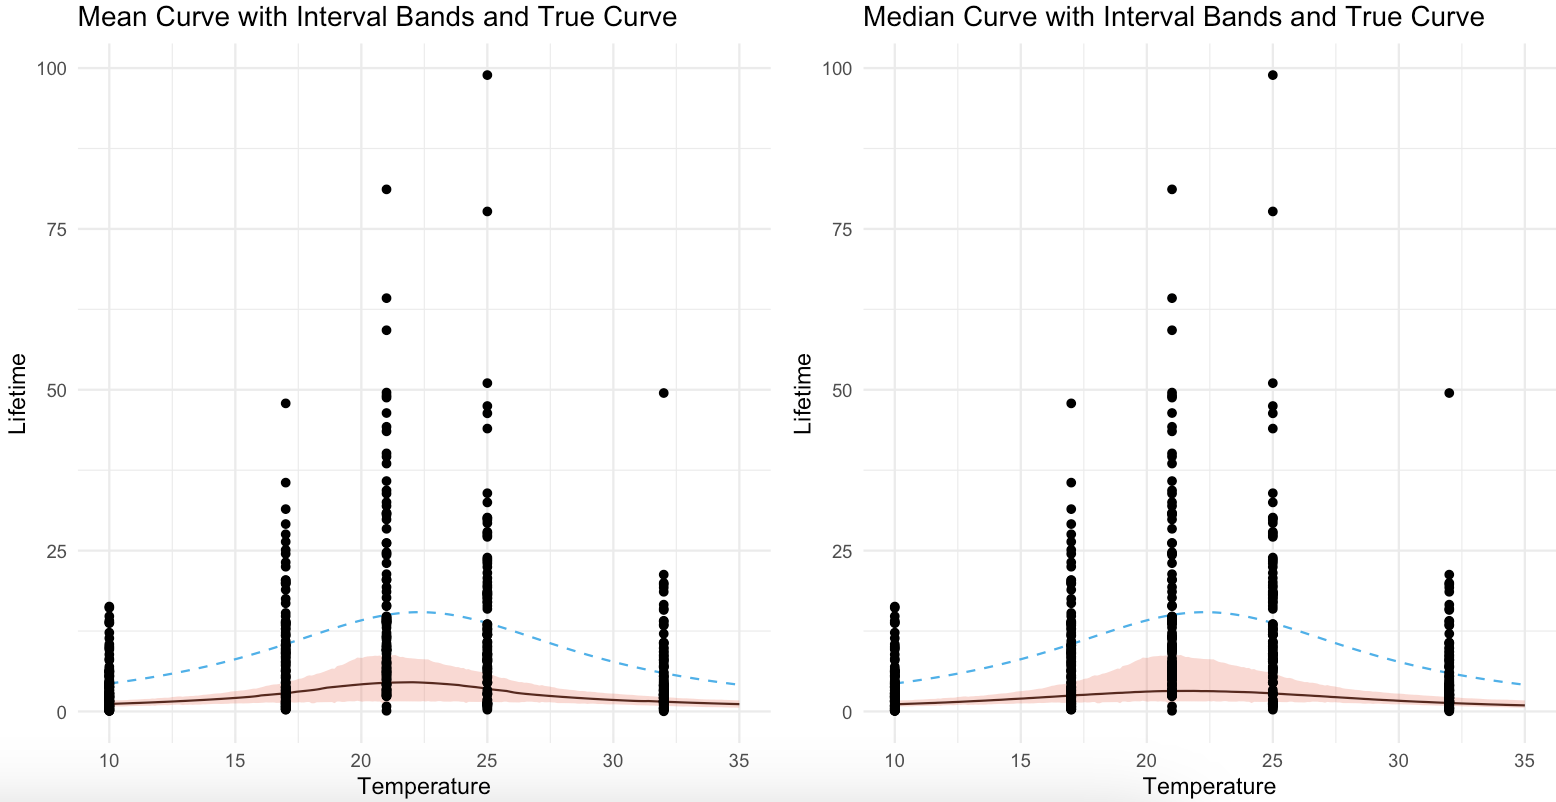 Mean Curve with Interval Bands and True Curve
100
75
50
25
0
Lifetime
10 15 20 25 30 35
Temperature
Median Curve with Interval Bands and True Curve
100
75
50
25
0
Lifetime
10 15 20 25 30 35
Temperature